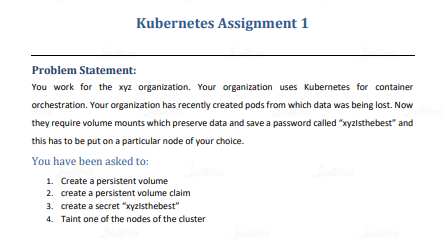 Kubernetes Assignment 1
Problem Statement:
You work for the xyz organization. Your organization uses Kubernetes for container
orchestration. Your organization has recently created pods from which data was being lost. Now
they require volume mounts which preserve data and save a password called “xyzIsthebest” and
this has to be put on a particular node of your choice.
You have been asked to:
1. Create a persistent volume
2. create a persistent volume claim
3. create a secret “xyzIsthebest”
4. Taint one of the nodes of the cluster